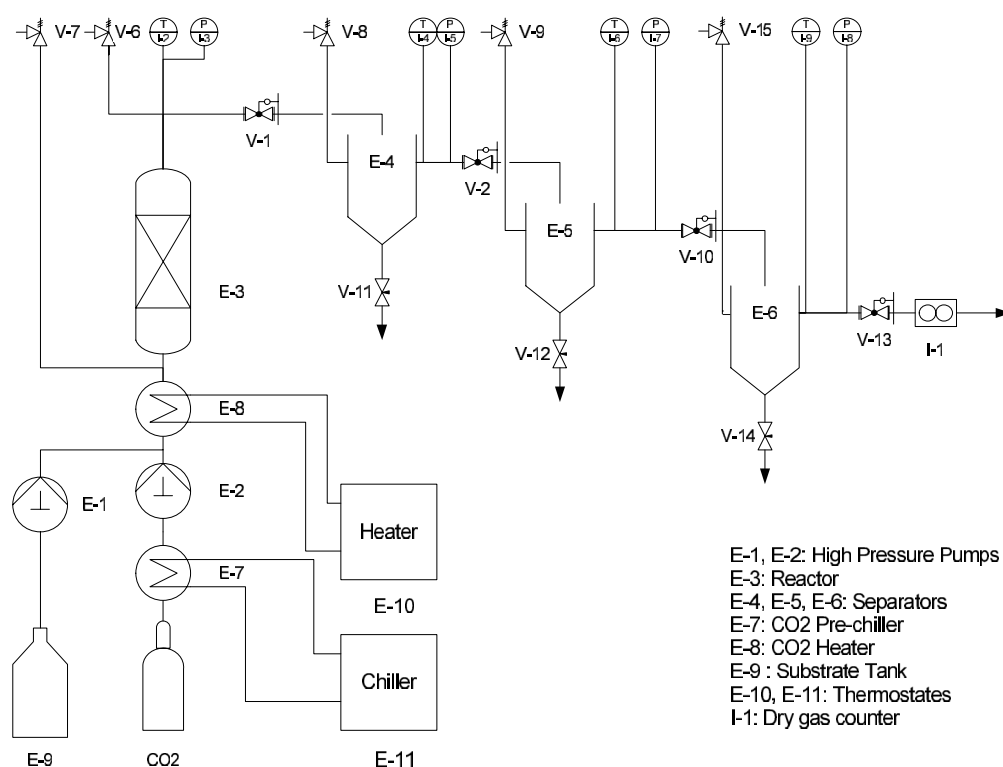 V-7
V-6
T
I-2
P
I-3
V-8
T
I-4
P
I-5
V-9
T
I-6
P
I-7
V-15
T
I-9
P
I-8
V-1
E-4
V-2
E-5
V-10
E-3
V-11
E-6
V-13
I-1
V-12
E-8
V-14
E-1
E-2
Heater
E-7
E-10
Chiller
E-9
CO2
E-11
E-1, E-2: High Pressure Pumps
E-3: Reactor
E-4, E-5, E-6: Separators
E-7: CO2 Pre-chiller
E-8: CO2 Heater
E-9 : Substrate Tank
E-10, E-11: Thermostates
I-1: Dry gas counter